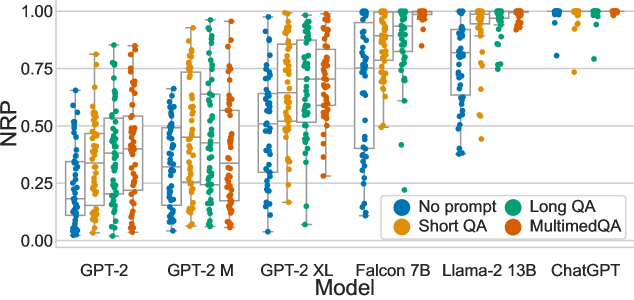 1.00
0.75
0.50
0.25
0.00
NRP
No prompt
Long QA
Short QA
MultimedQA
GPT-2
GPT-2 M
GPT-2 XL
Falcon 7B
Llama-2 13B
ChatGPT
Model